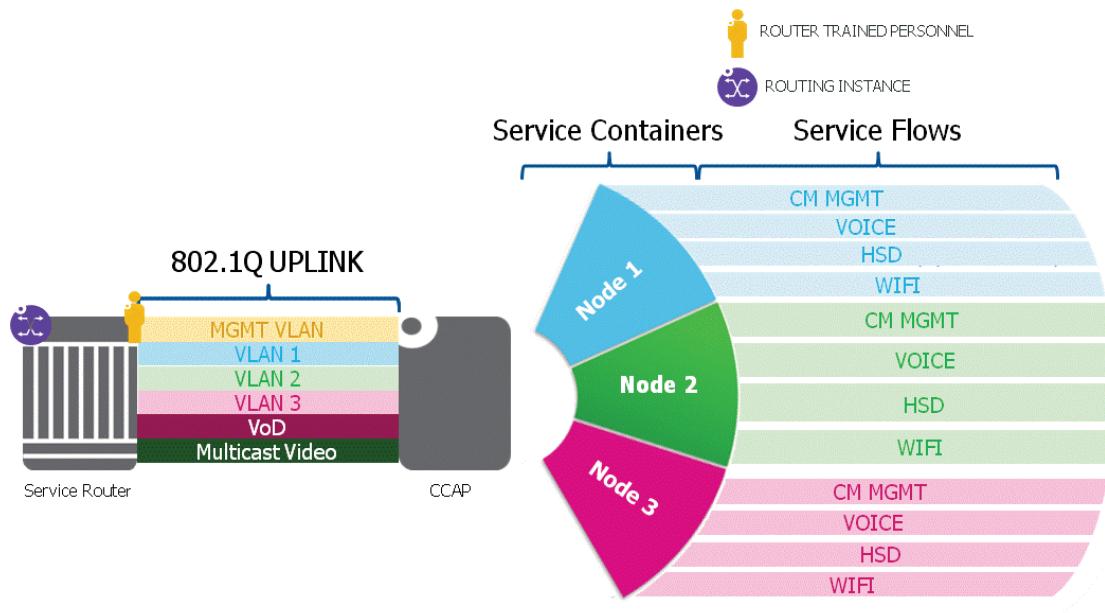 ROUTER TRAINED PERSONNEL
ROUTING INSTANCE
Service Containers
Service Flows
802.1Q UPLINK
MGMT VLAN
VLAN 1
VLAN 2
VLAN 3
VoD
Multicast Video
Service Router
CCAP
Node 1
Node 2
Node 3
CM MGMT
VOICE
HSD
WIFI
CM MGMT
VOICE
HSD
WIFI
CM MGMT
VOICE
HSD
WIFI